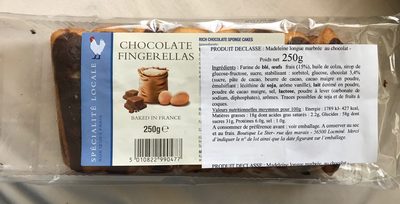 SPÉCIALITÉ LOCALE
CHOCOLATE
FINGERELLAS
BAKED IN FRANCE
250g e
5 010822 990477
RICH CHOCOLATE SPONGE CAKES
PRODUIT DECLASSE : Madeleine longue marbrée au chocolat -
Poids net 250g
Ingrédients : Farine de blé, œufs frais (15%), huile de colza, sirop de
glucose-fructose, sucre, stabilisant : sorbitol, glucose, chocolat 3,4%
(sucre, pâte de cacao, beurre de cacao, cacao maigre en poudre,
émulsifiant : lécithine de soja, arôme vanille), lait écrémé en poudre,
poudre de cacao maigre, sel, lactose, poudre à lever (carbonate de
sodium, diphosphates), arômes. Traces possibles de soja et de fruits à
coques.
Valeurs nutritionnelles moyennes pour 100g : Energie : 1789 kJ- 427 kcal,
Matières grasses : 18g dont acides gras saturés : 2.2g, Glucides : 58g dont
sucres 31g, Protéines 6.0g, sel : 1.0g.
A consommer de préférence avant : voir emballage. A conserver au sec
et au frais. Boutique Le Ster- rue des marais - 56500 Locminé. Merci
d'indiquer le n° de lot ainsi que la date figurant sur l'emballage.